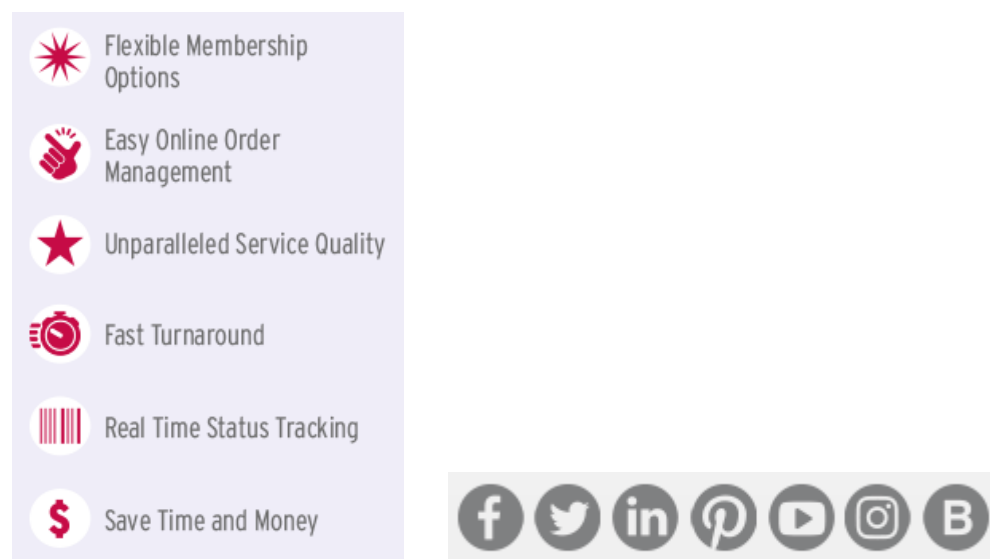 Flexible Membership
Options
Easy Online Order
Management
Unparalleled Service Quality
Fast Turnaround
Real Time Status Tracking
$ Save Time and Money
f in B